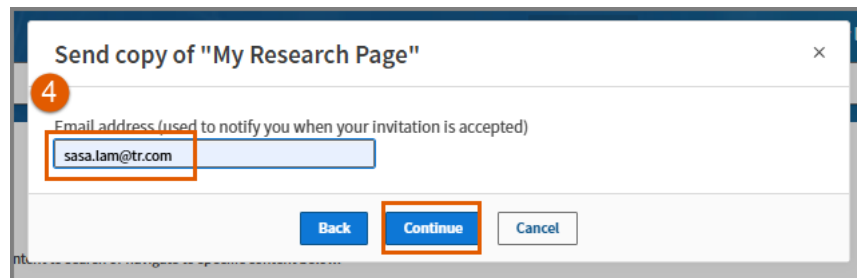 Send copy of "My Research Page"
×
4
Email address (used to notify you when your invitation is accepted)
sasa.lam@tr.com
Back Continue Cancel